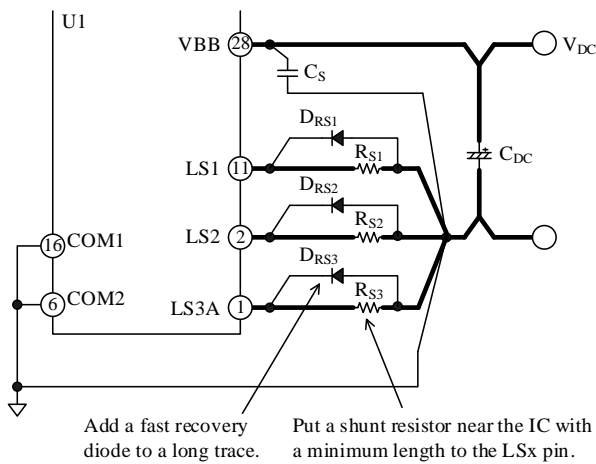 U1
VBB
28
V_DC
C_S
D_RS1
R_S1
C_DC
LS1
11
D_RS2
R_S2
LS2
2
16
COM1
D_RS3
R_S3
6
COM2
LS3A
1
Add a fast recovery
diode to a long trace.
Put a shunt resistor near the IC with
a minimum length to the LSx pin.